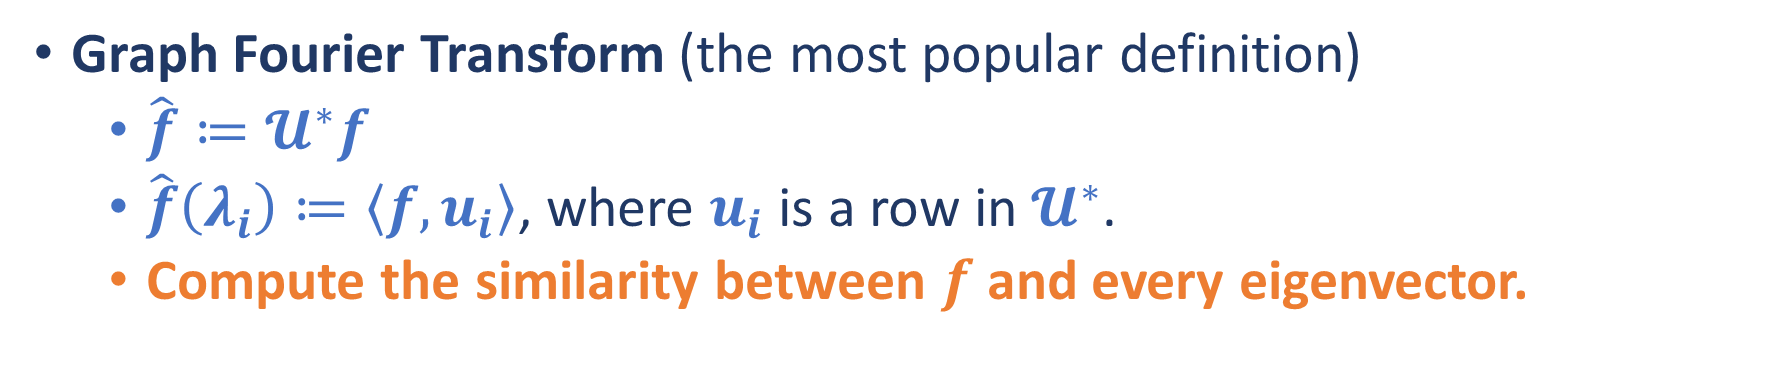 • Graph Fourier Transform (the most popular definition)
• 𝒇̂ ≔ 𝓤* 𝒇
• 𝒇̂(𝝀ᵢ) ≔ ⟨𝒇, 𝒖ᵢ⟩, where 𝒖ᵢ is a row in 𝓤*.
• Compute the similarity between 𝒇 and every eigenvector.